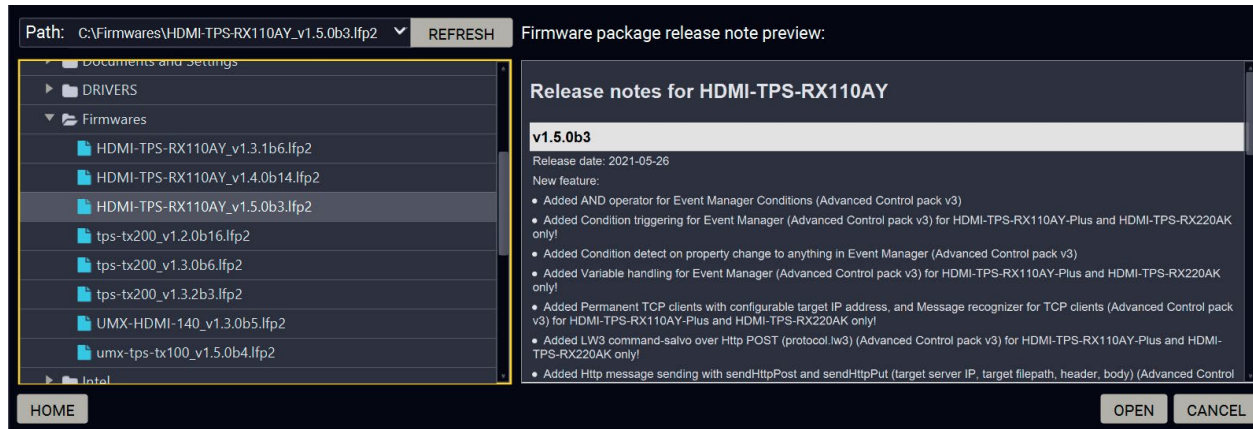 Path: C:\Firmwares\HDMI-TPS-RX110AY_v1.5.0b3.lfp2 REFRESH
Firmware package release note preview:
Documents and Settings
DRIVERS
Firmwares
HDMI-TPS-RX110AY_v1.3.1b6.lfp2
HDMI-TPS-RX110AY_v1.4.0b14.lfp2
HDMI-TPS-RX110AY_v1.5.0b3.lfp2
tps-tx200_v1.2.0b16.lfp2
tps-tx200_v1.3.0b6.lfp2
tps-tx200_v1.3.2b3.lfp2
UMX-HDMI-140_v1.3.0b5.lfp2
umx-tps-tx100_v1.5.0b4.lfp2
Intel
Release notes for HDMI-TPS-RX110AY
v1.5.0b3
Release date: 2021-05-26
New feature:
• Added AND operator for Event Manager Conditions (Advanced Control pack v3)
• Added Condition triggering for Event Manager (Advanced Control pack v3) for HDMI-TPS-RX110AY-Plus and HDMI-TPS-RX220AK
only!
• Added Condition detect on property change to anything in Event Manager (Advanced Control pack v3)
• Added Variable handling for Event Manager (Advanced Control pack v3) for HDMI-TPS-RX110AY-Plus and HDMI-TPS-RX220AK
only!
• Added Permanent TCP clients with configurable target IP address, and Message recognizer for TCP clients (Advanced Control pack
v3) for HDMI-TPS-RX110AY-Plus and HDMI-TPS-RX220AK only!
• Added LW3 command-salvo over Http POST (protocol.lw3) (Advanced Control pack v3) for HDMI-TPS-RX110AY-Plus and HDMI-
TPS-RX220AK only!
• Added Http message sending with sendHttpPost and sendHttpPut (target server IP, target filepath, header, body) (Advanced Control
HOME
OPEN
CANCEL